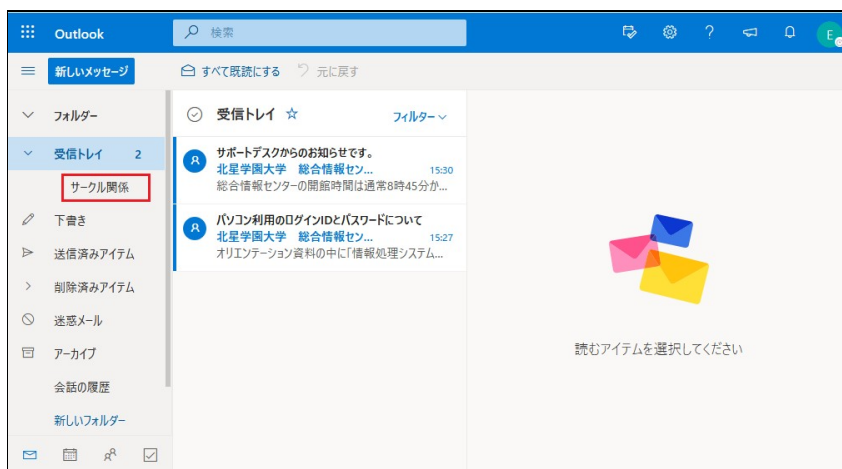 Outlook
検索
E
新しいメッセージ
すべて既読にする
元に戻す
フォルダー
受信トレイ 2
サークル関係
下書き
送信済みアイテム
削除済みアイテム
迷惑メール
アーカイブ
会話の履歴
新しいフォルダー
受信トレイ
フィルター
サポートデスクからのお知らせです。
北星学園大学 総合情報セン... 15:30
総合情報センターの開館時間は通常8時45分か...
パソコン利用のログインIDとパスワードについて
北星学園大学 総合情報セン... 15:27
オリエンテーション資料の中に「情報処理システム...
読むアイテムを選択してください